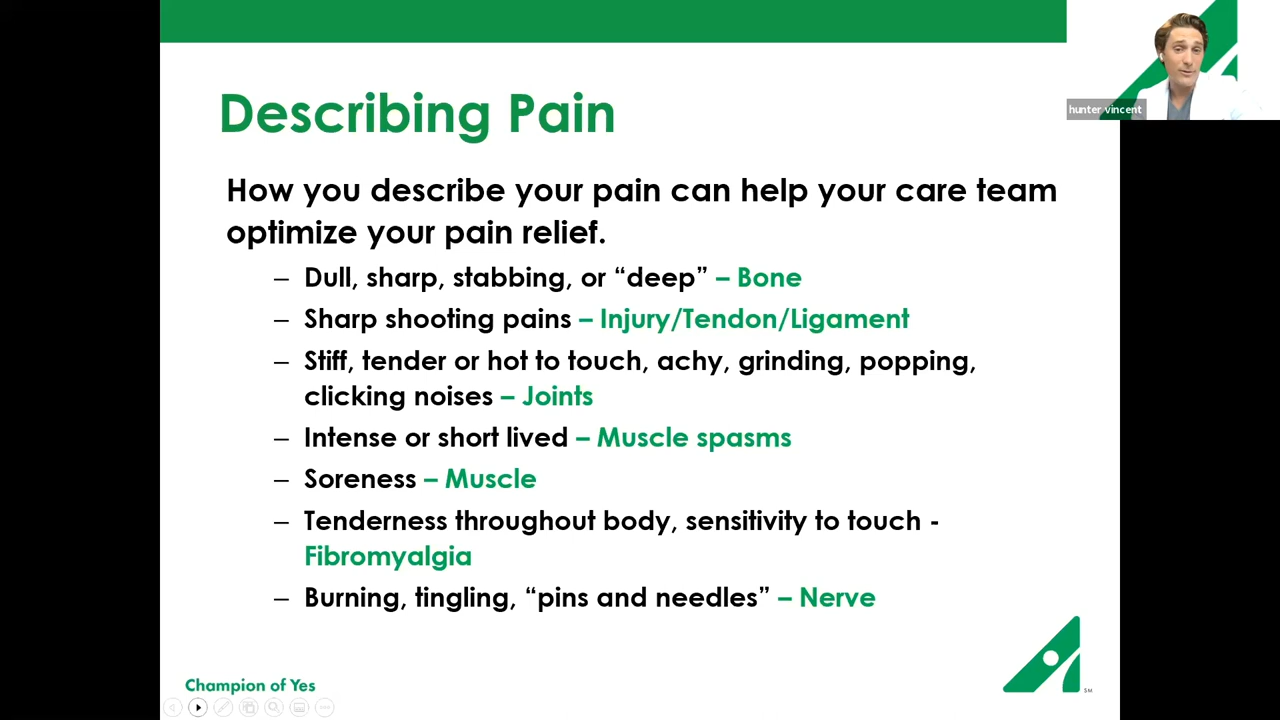 hunter vincent
Describing Pain
How you describe your pain can help your care team
optimize your pain relief.
– Dull, sharp, stabbing, or “deep” – Bone
– Sharp shooting pains – Injury/Tendon/Ligament
– Stiff, tender or hot to touch, achy, grinding, popping,
clicking noises – Joints
– Intense or short lived – Muscle spasms
– Soreness – Muscle
– Tenderness throughout body, sensitivity to touch -
Fibromyalgia
– Burning, tingling, “pins and needles” – Nerve
Champion of Yes
SM